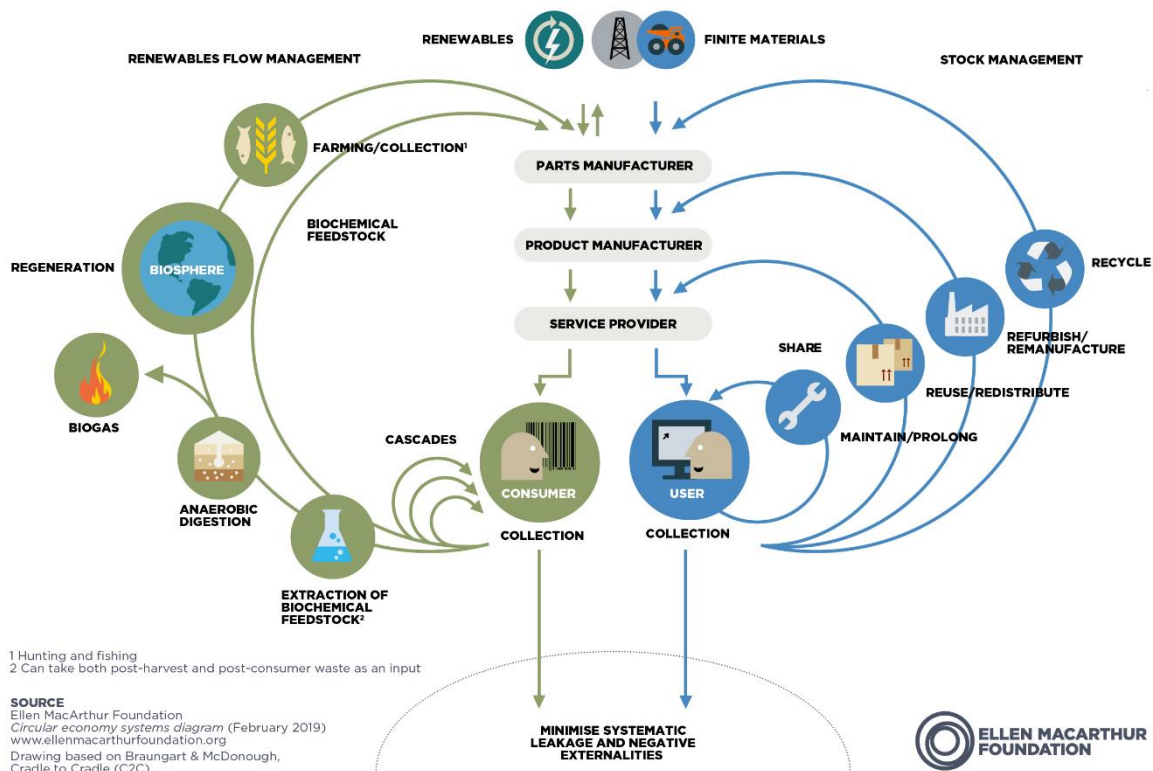 RENEWABLES
FINITE MATERIALS
RENEWABLES FLOW MANAGEMENT
STOCK MANAGEMENT
FARMING/COLLECTION¹
PARTS MANUFACTURER
BIOCHEMICAL
FEEDSTOCK
PRODUCT MANUFACTURER
REGENERATION
BIOSPHERE
RECYCLE
SERVICE PROVIDER
SHARE
REFURBISH/
REMANUFACTURE
REUSE/REDISTRIBUTE
BIOGAS
CASCADES
MAINTAIN/PROLONG
CONSUMER
USER
ANAEROBIC
DIGESTION
COLLECTION
COLLECTION
EXTRACTION OF
BIOCHEMICAL
FEEDSTOCK²
1 Hunting and fishing
2 Can take both post-harvest and post-consumer waste as an input
SOURCE
Ellen MacArthur Foundation
Circular economy systems diagram (February 2019)
www.ellenmacarthurfoundation.org
Drawing based on Braungart & McDonough,
Cradle to Cradle (C2C)
MINIMISE SYSTEMATIC
LEAKAGE AND NEGATIVE
EXTERNALITIES
ELLEN MACARTHUR
FOUNDATION